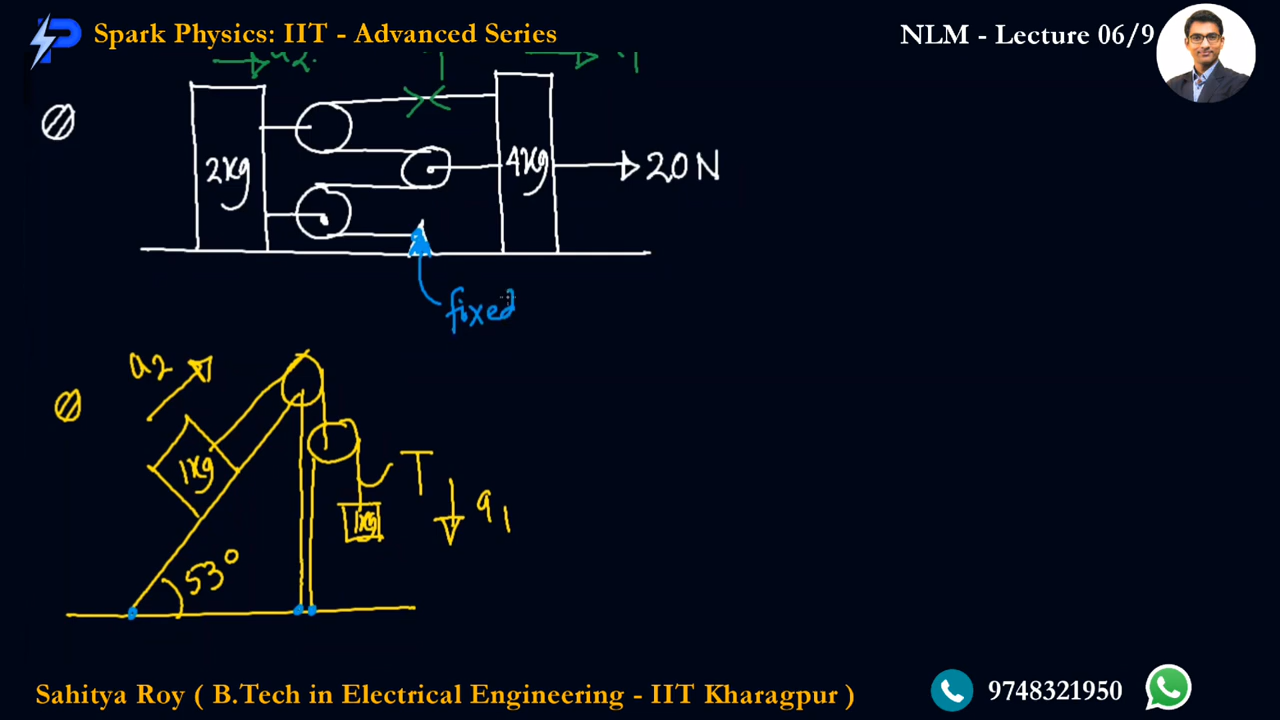 Spark Physics: IIT - Advanced Series
NLM - Lecture 06/9
2kg
4kg
20 N
fixed
a2
1kg
T
1kg
a1
53°
Sahitya Roy ( B.Tech in Electrical Engineering - IIT Kharagpur )
9748321950